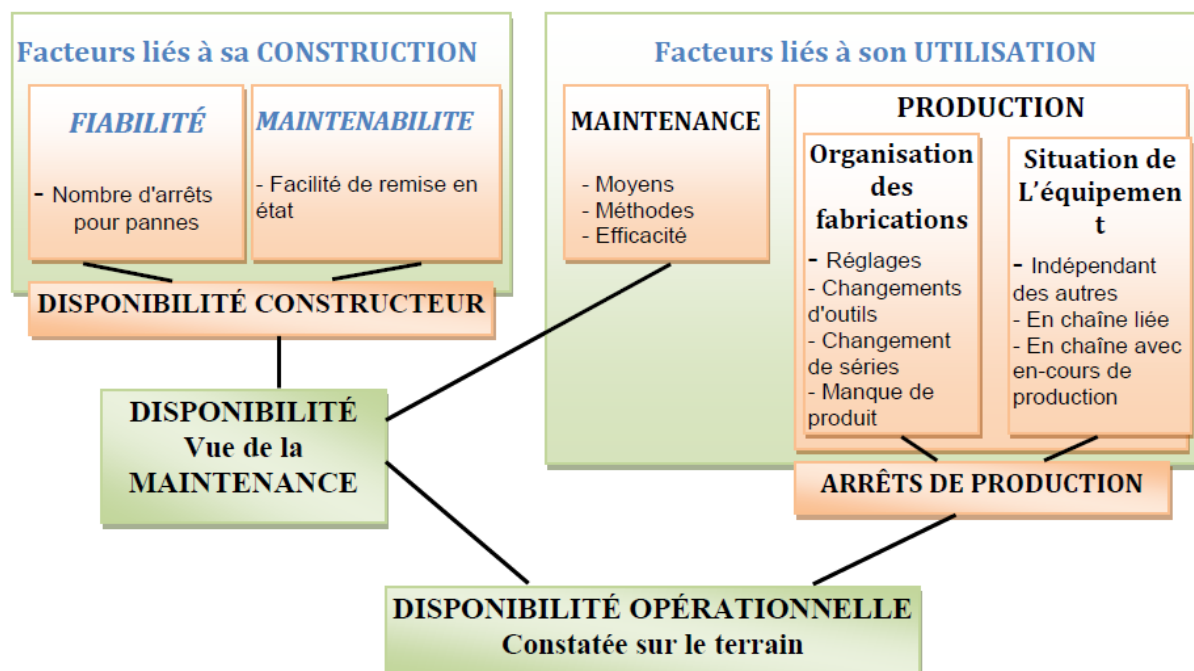 Facteurs liés à sa CONSTRUCTION
FIABILITÉ
- Nombre d'arrêts
pour pannes
MAINTENABILITE
- Facilité de remise en
état
DISPONIBILITÉ CONSTRUCTEUR
Facteurs liés à son UTILISATION
MAINTENANCE
- Moyens
- Méthodes
- Efficacité
PRODUCTION
Organisation
des
fabrications
- Réglages
- Changements
d'outils
- Changement
de séries
- Manque de
produit
Situation de
L'équipemen
t
- Indépendant
des autres
- En chaîne liée
- En chaîne avec
en-cours de
production
ARRÊTS DE PRODUCTION
DISPONIBILITÉ
Vue de la
MAINTENANCE
DISPONIBILITÉ OPÉRATIONNELLE
Constatée sur le terrain